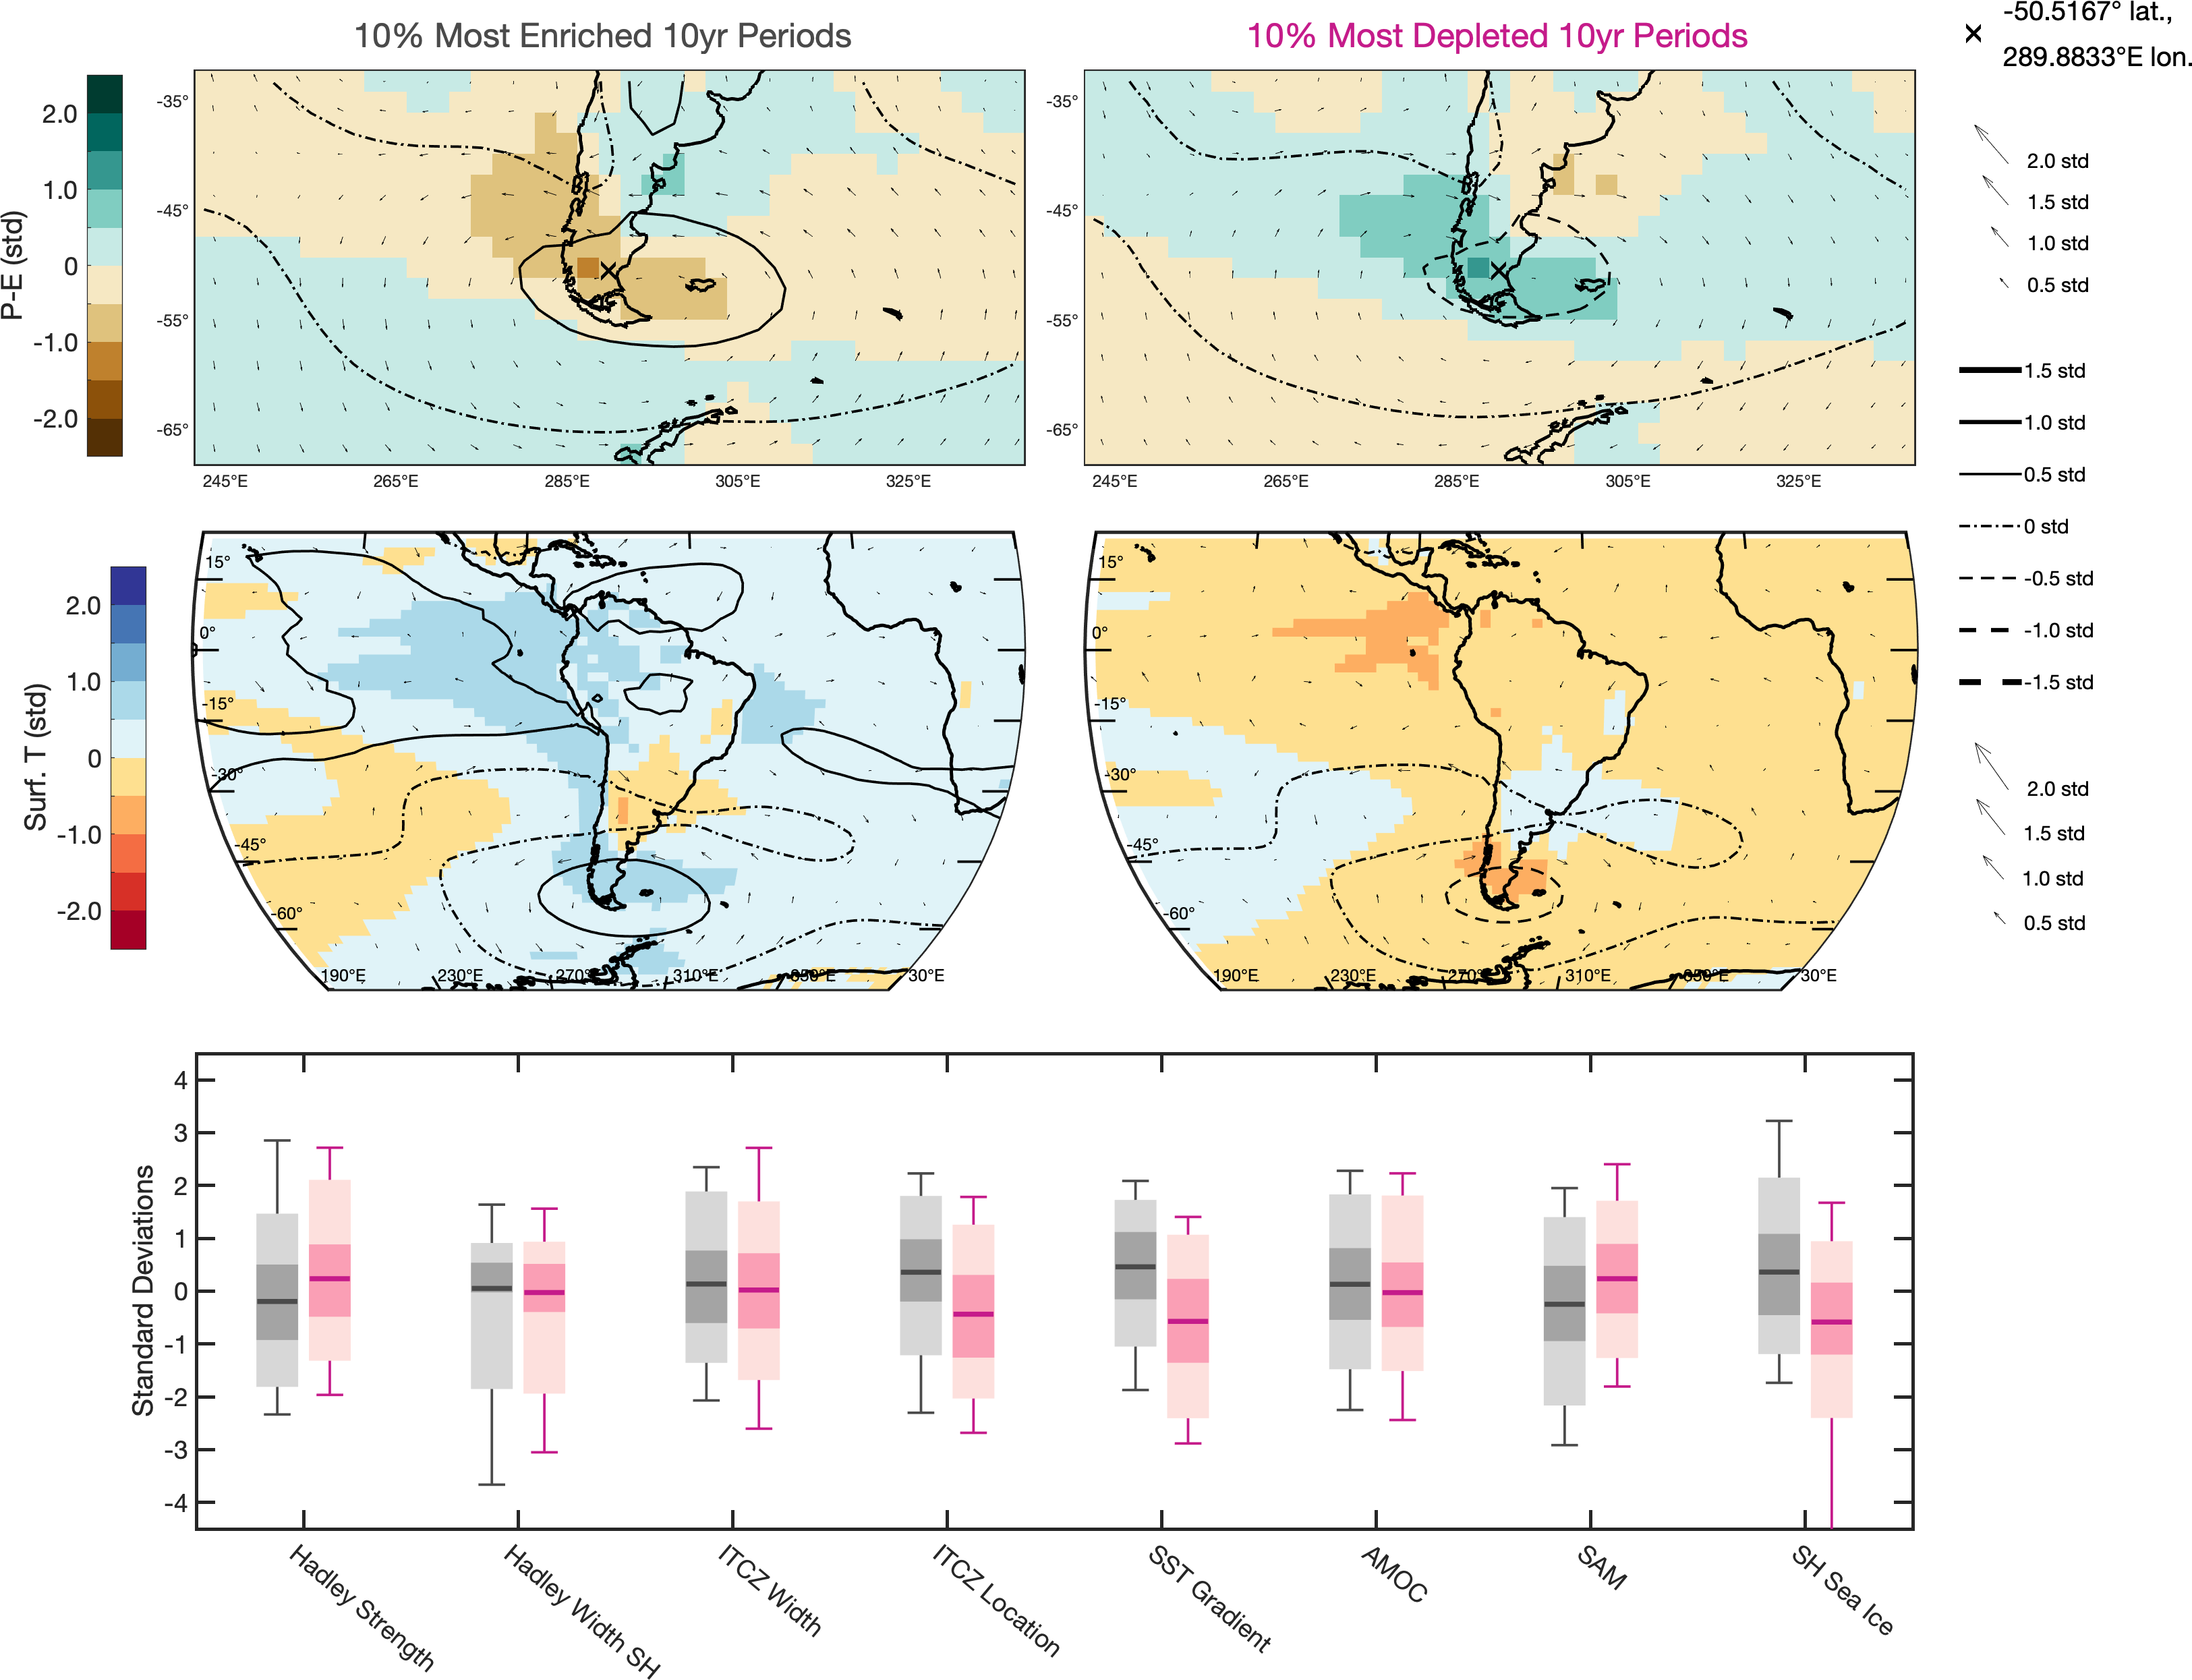 10% Most Enriched 10yr Periods
10% Most Depleted 10yr Periods
-50.5167° lat.,
289.8833°E lon.
P-E (std)
2.0
1.0
0
-1.0
-2.0
-35°
-45°
-55°
-65°
245°E 265°E 285°E 305°E 325°E
-35°
-45°
-55°
-65°
245°E 265°E 285°E 305°E 325°E
2.0 std
1.5 std
1.0 std
0.5 std
1.5 std
1.0 std
0.5 std
0 std
-0.5 std
-1.0 std
-1.5 std
Surf. T (std)
2.0
1.0
0
-1.0
-2.0
15°
0°
-15°
-30°
-45°
-60°
190°E 230°E 270°E 310°E 350°E 30°E
15°
0°
-15°
-30°
-45°
-60°
190°E 230°E 270°E 310°E 350°E 30°E
2.0 std
1.5 std
1.0 std
0.5 std
Standard Deviations
4
3
2
1
0
-1
-2
-3
-4
Hadley Strength
Hadley Width SH
ITCZ Width
ITCZ Location
SST Gradient
AMOC
SAM
SH Sea Ice